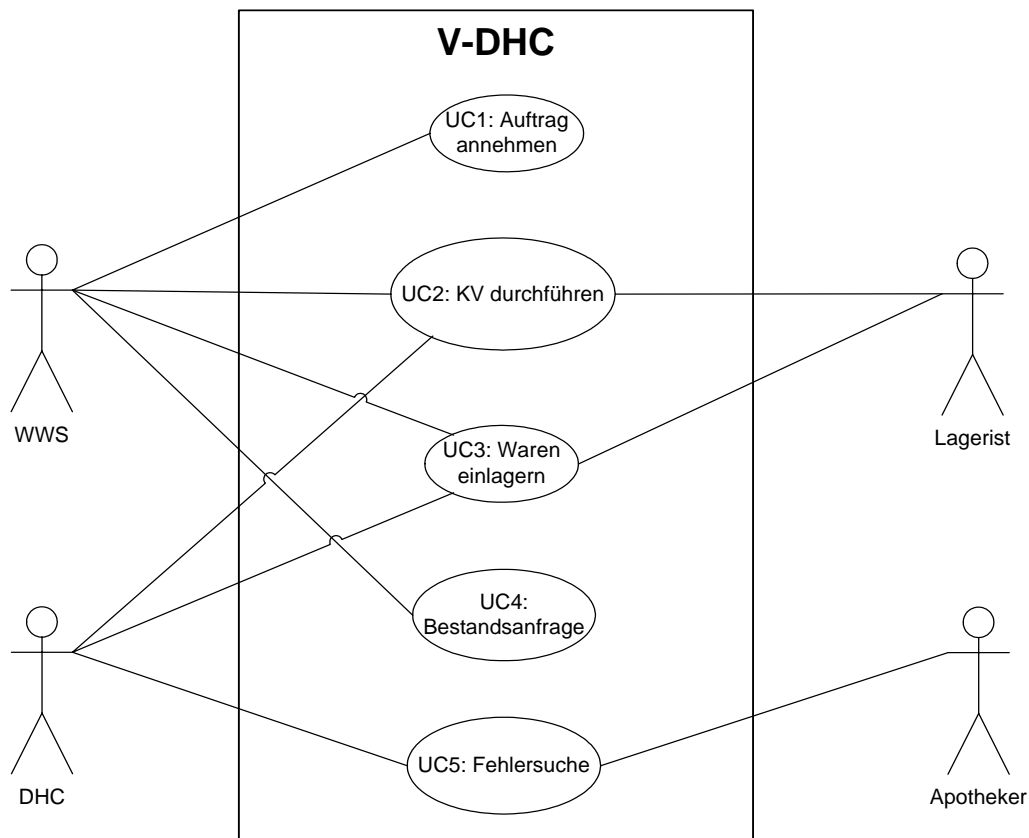 V-DHC
UC1: Auftrag
annehmen
UC2: KV durchführen
WWS
Lagerist
UC3: Waren
einlagern
UC4:
Bestandsanfrage
UC5: Fehlersuche
DHC
Apotheker